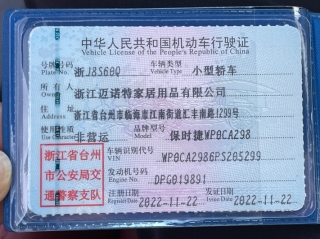 中华人民共和国机动车行驶证
Vehicle License of the People's Republic of China
号牌号码 浙J8S60Q 车辆类型 小型轿车
Plate No. Vehicle Type
所有人 浙江迈诺特家居用品有限公司
Owner
住址 浙江省台州市临海市江南街道汇丰南路1799号
Address
使用性质 非营运 品牌型号 保时捷WP0CA298
Use Character Model
浙江省台州
市公安局交
通警察支队
车辆识别代号 WP0CA2986PS205299
VIN
发动机号码 DPG019891
Engine No.
注册日期 2022-11-22 发证日期 2022-11-22
Register Date Issue Date